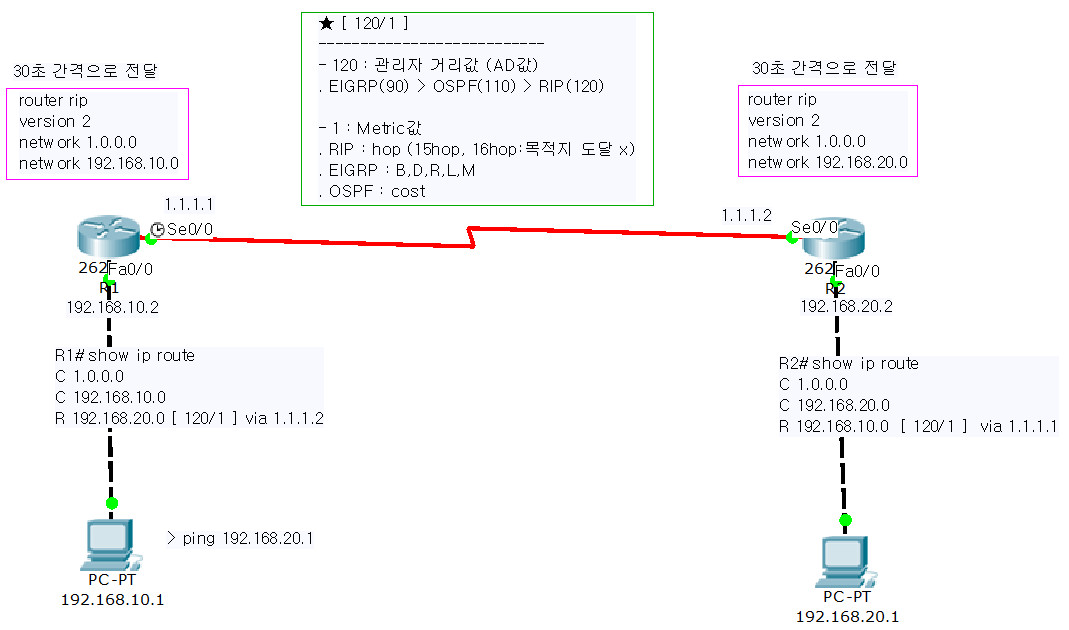 ★ [ 120/1 ]
---------------------------
- 120 : 관리자 거리값 (AD값)
. EIGRP(90) > OSPF(110) > RIP(120)
- 1 : Metric값
. RIP : hop (15hop, 16hop:목적지 도달 x)
. EIGRP : B,D,R,L,M
. OSPF : cost
30초 간격으로 전달
router rip
version 2
network 1.0.0.0
network 192.168.10.0
30초 간격으로 전달
router rip
version 2
network 1.0.0.0
network 192.168.20.0
1.1.1.1
Se0/0
1.1.1.2
Se0/0
262
Fa0/0
R1
192.168.10.2
262
Fa0/0
R2
192.168.20.2
R1# show ip route
C 1.0.0.0
C 192.168.10.0
R 192.168.20.0 [ 120/1 ] via 1.1.1.2
R2# show ip route
C 1.0.0.0
C 192.168.20.0
R 192.168.10.0 [ 120/1 ] via 1.1.1.1
> ping 192.168.20.1
PC-PT
192.168.10.1
PC-PT
192.168.20.1